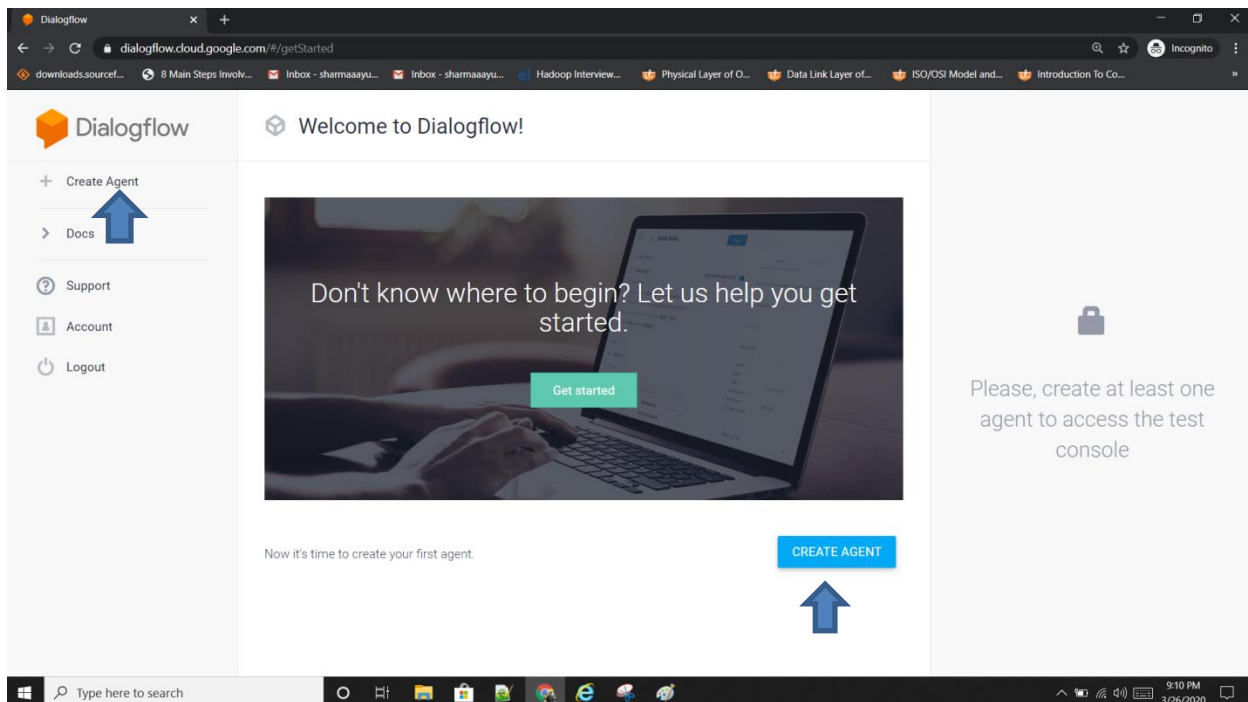 Dialogflow
dialogflow.cloud.google.com/#/getStarted
Incognito
downloads.sourcef...
8 Main Steps Involv...
Inbox - sharmaaayu...
Inbox - sharmaaayu...
Hadoop Interview...
Physical Layer of O...
Data Link Layer of...
ISO/OSI Model and...
Introduction To Co...
»
Dialogflow
Welcome to Dialogflow!
Create Agent
Docs
Support
Account
Logout
Don't know where to begin? Let us help you get
started.
Get started
Please, create at least one
agent to access the test
console
Now it's time to create your first agent.
CREATE AGENT
Type here to search
9:10 PM
3/26/2020